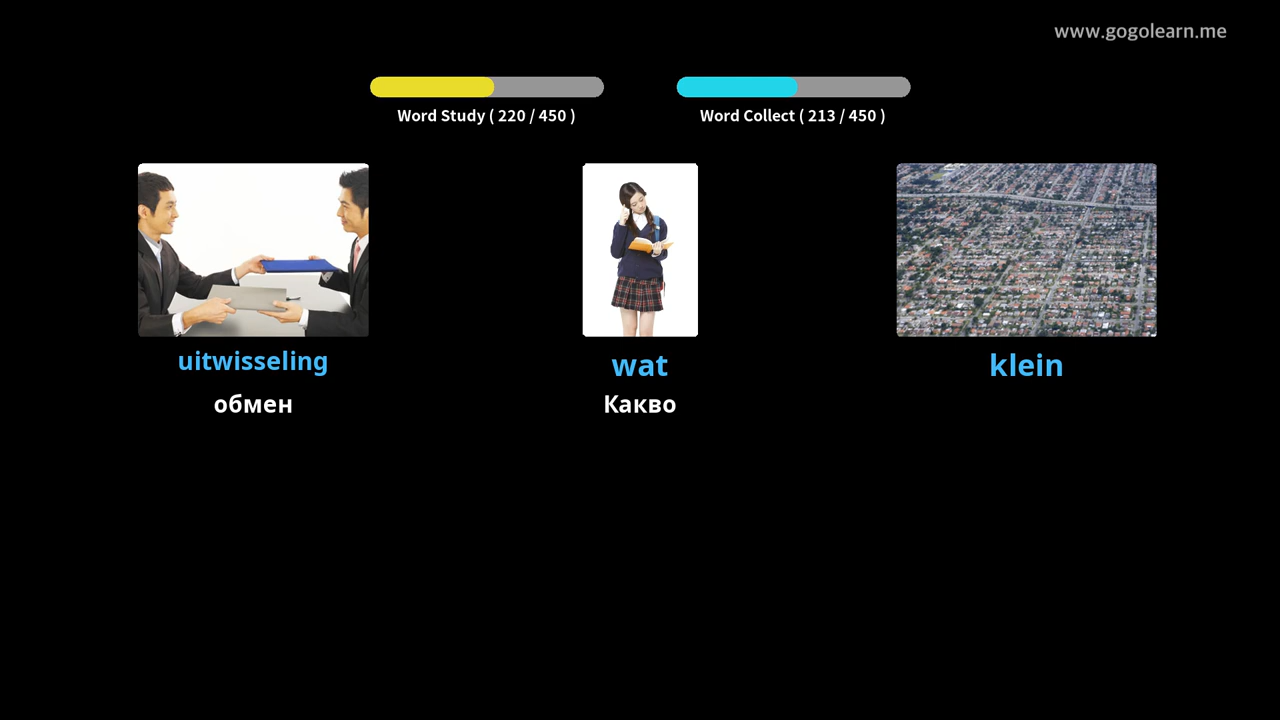 www.gogolearn.me
Word Study ( 220 / 450 )
Word Collect ( 213 / 450 )
uitwisseling
wat
klein
обмен
Какво